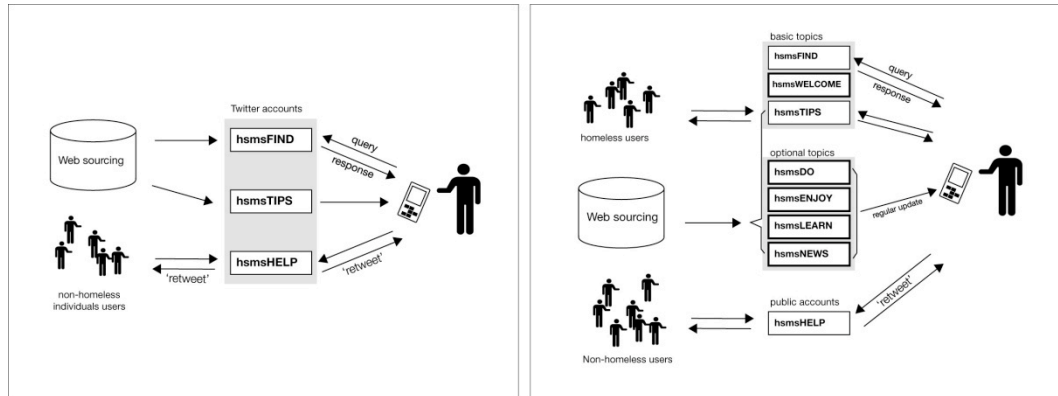 Twitter accounts
hsmsFIND
query
response
Web sourcing
hsmsTIPS
hsmsHELP
'retweet'
'retweet'
non-homeless
individuals users
basic topics
hsmsFIND
query
hsmsWELCOME
response
hsmsTIPS
homeless users
optional topics
hsmsDO
hsmsENJOY
Web sourcing
regular update
hsmsLEARN
hsmsNEWS
public accounts
'retweet'
hsmsHELP
Non-homeless users